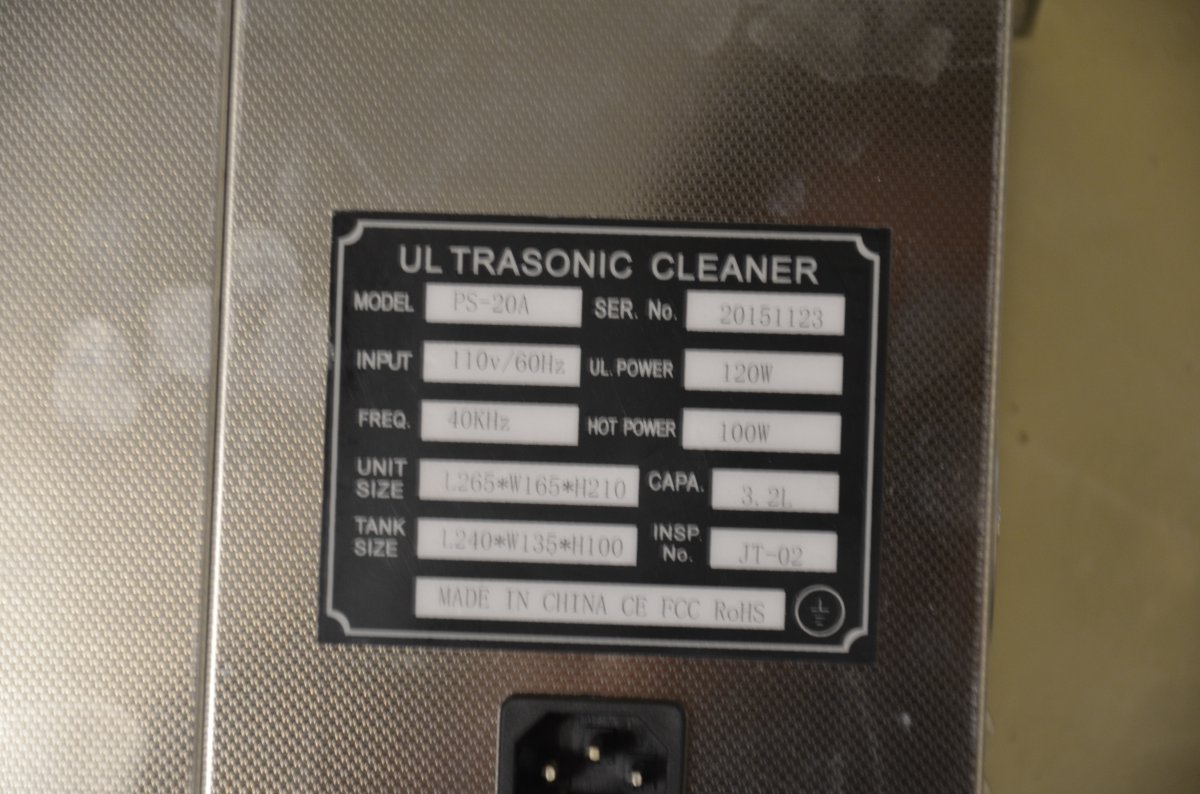 UL TRASONIC CLEANER
MODEL PS-20A SER. No. 20151123
INPUT 110v/60Hz UL. POWER 120W
FREQ. 40KHz HOT POWER 100W
UNIT SIZE L265*W165*H210 CAPA. 3.2L
TANK SIZE L240*W135*H100 INSP. No. JT-02
MADE IN CHINA CE FCC RoHS